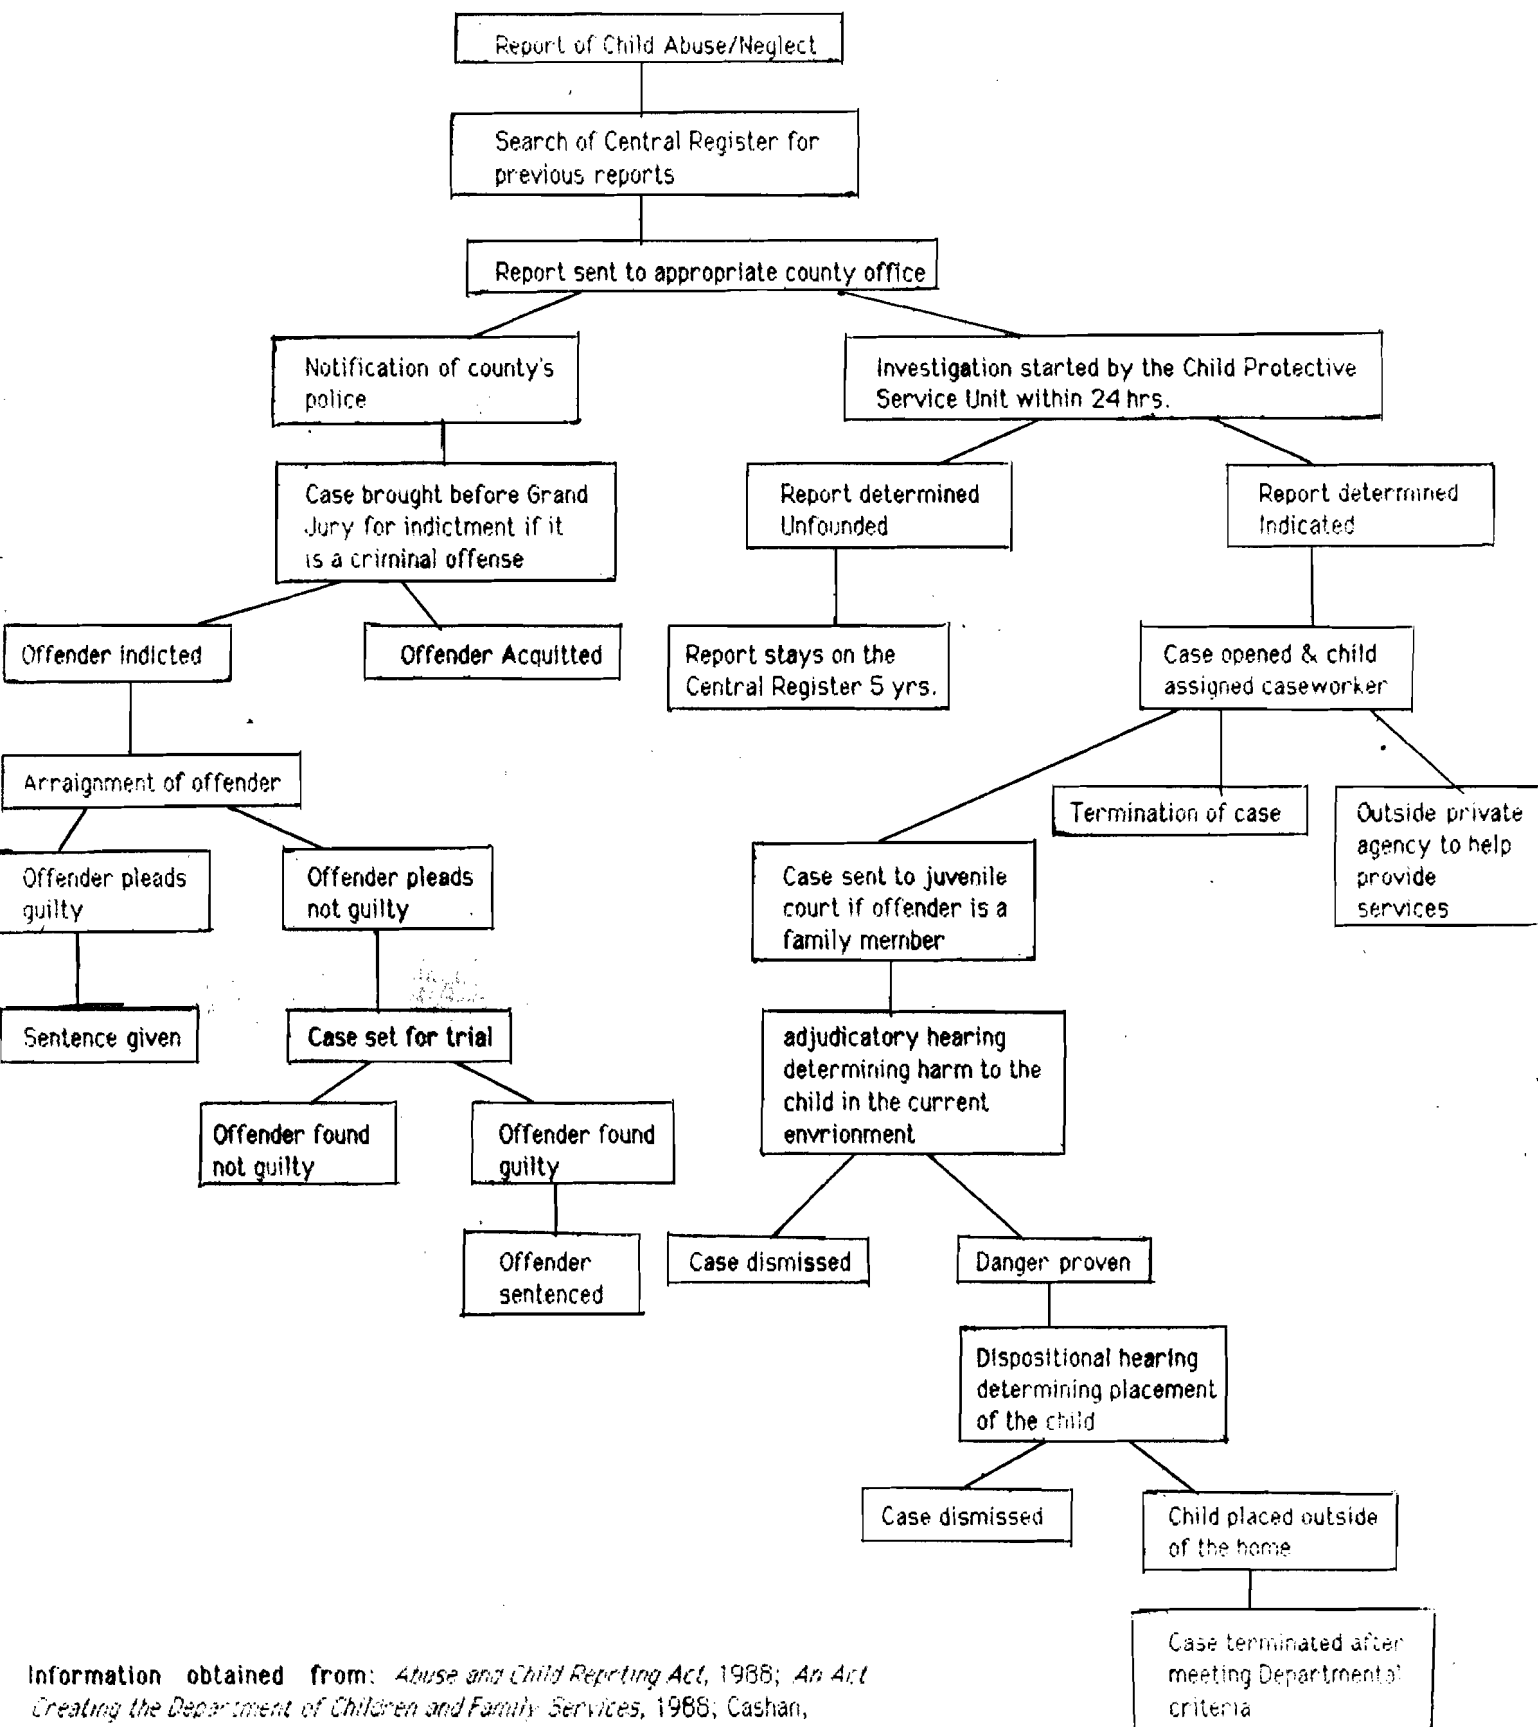 Report of Child Abuse/Neglect
Search of Central Register for
previous reports
Report sent to appropriate county office
Notification of county's
police
Investigation started by the Child Protective
Service Unit within 24 hrs.
Case brought before Grand
Jury for indictment if it
is a criminal offense
Report determined
Unfounded
Report determined
Indicated
Offender indicted
Offender Acquitted
Report stays on the
Central Register 5 yrs.
Case opened & child
assigned caseworker
Arraignment of offender
Termination of case
Outside private
agency to help
provide
services
Offender pleads
guilty
Offender pleads
not guilty
Case sent to juvenile
court if offender is a
family member
Sentence given
Case set for trial
adjudicatory hearing
determining harm to the
child in the current
envrionment
Offender found
not guilty
Offender found
guilty
Offender
sentenced
Case dismissed
Danger proven
Dispositional hearing
determining placement
of the child
Case dismissed
Child placed outside
of the home
Case terminated after
meeting Departmental
criteria
Information obtained from: Abuse and Child Reprting Act, 1988; An Act
Creating the Department of Children and Family Services, 1988; Cashan,